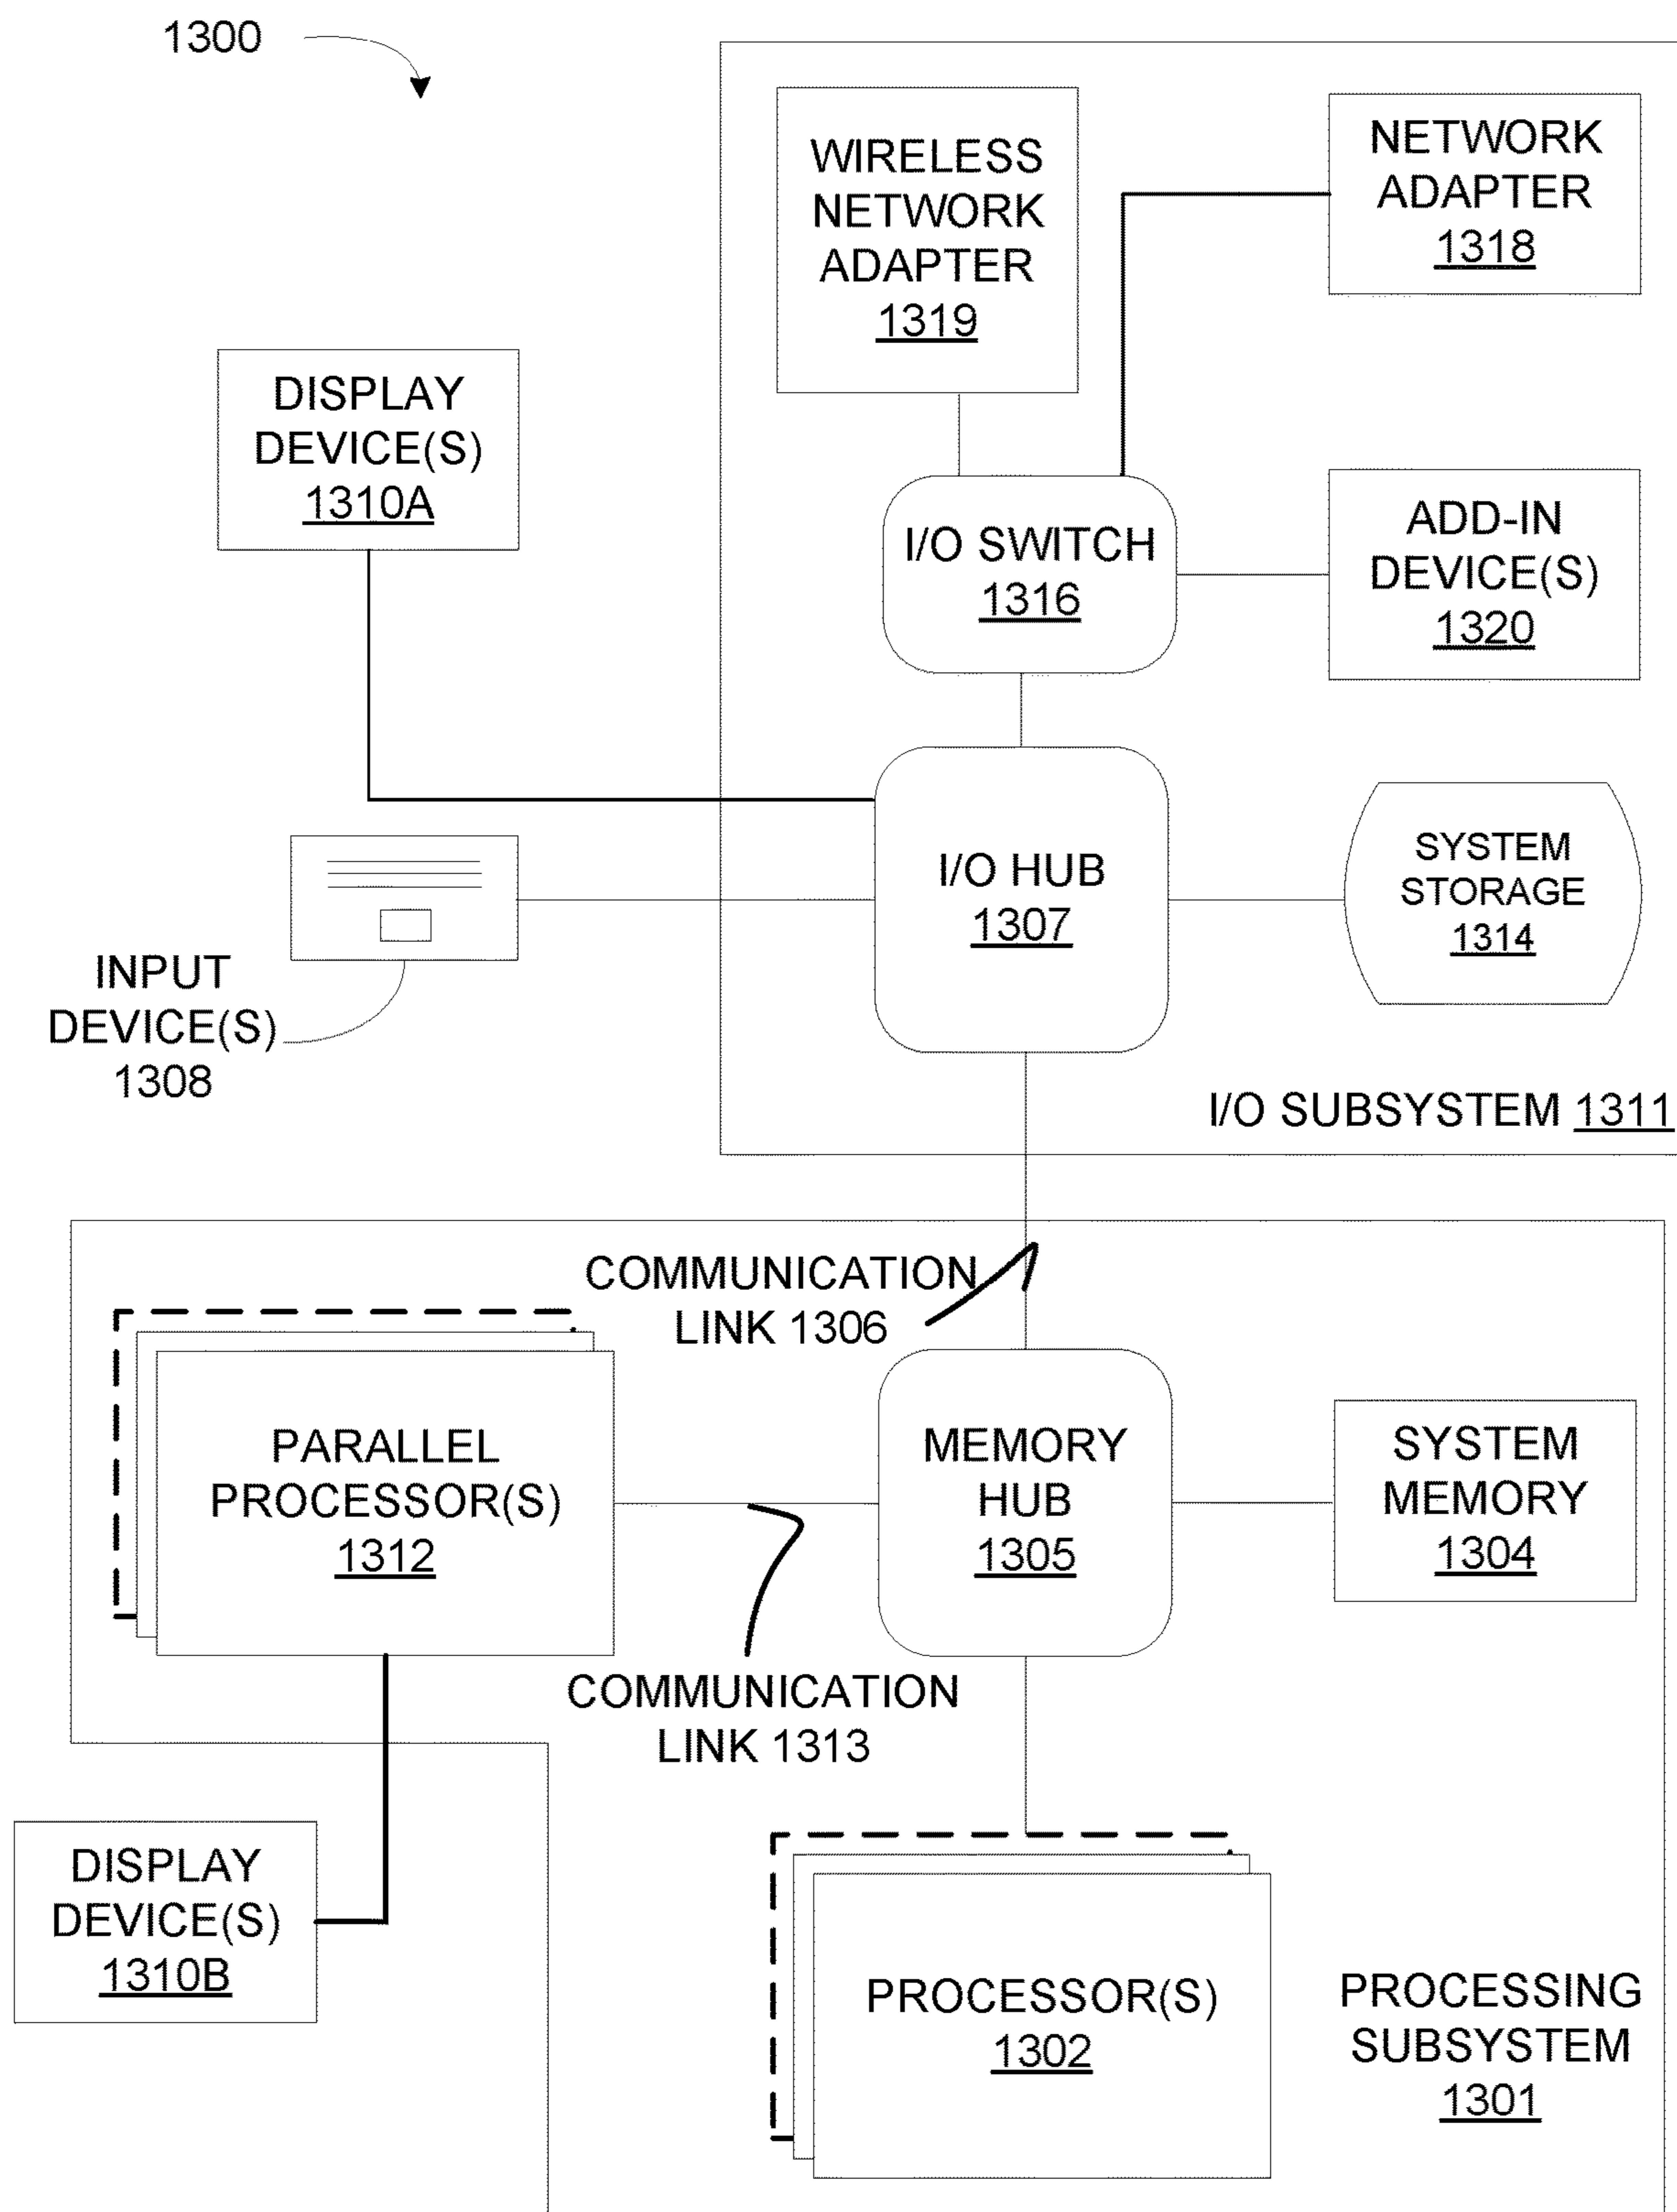 1300
WIRELESS
NETWORK
ADAPTER
1319
NETWORK
ADAPTER
1318
DISPLAY
DEVICE(S)
1310A
I/O SWITCH
1316
ADD-IN
DEVICE(S)
1320
I/O HUB
1307
SYSTEM
STORAGE
1314
INPUT
DEVICE(S)
1308
I/O SUBSYSTEM 1311
COMMUNICATION
LINK 1306
PARALLEL
PROCESSOR(S)
1312
MEMORY
HUB
1305
SYSTEM
MEMORY
1304
COMMUNICATION
LINK 1313
DISPLAY
DEVICE(S)
1310B
PROCESSOR(S)
1302
PROCESSING
SUBSYSTEM
1301